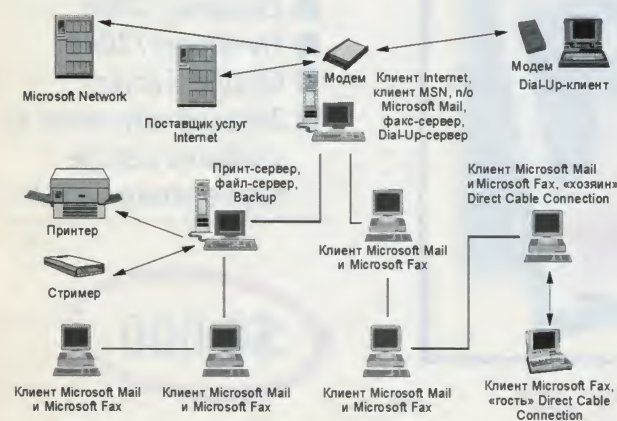 Microsoft Network
Поставщик услуг
Internet
Модем
Клиент Internet,
клиент MSN, п/о
Microsoft Mail,
факс-сервер,
Dial-Up-сервер
Модем
Dial-Up-клиент
Принтер
Стример
Принт-сервер,
файл-сервер,
Backup
Клиент Microsoft Mail
и Microsoft Fax
Клиент Microsoft Mail
и Microsoft Fax, «хозяин»
Direct Cable Connection
Клиент Microsoft Mail
и Microsoft Fax
Клиент Microsoft Mail
и Microsoft Fax
Клиент Microsoft Mail
и Microsoft Fax
Клиент Microsoft Fax,
«гость» Direct Cable
Connection